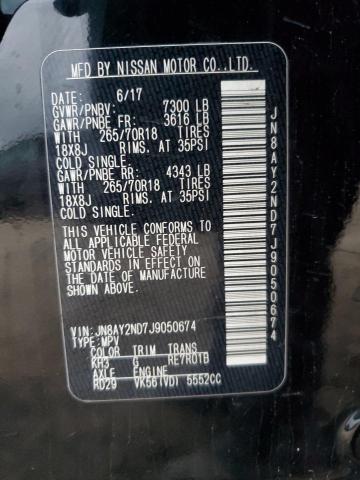 MFD BY NISSAN MOTOR CO.,LTD.
DATE: 6/17
GVWR/PNBV: 7300 LB
GAWR/PNBE FR: 3616 LB
WITH 265/70R18 TIRES
18X8J RIMS, AT 35PSI
COLD SINGLE.
GAWR/PNBE RR: 4343 LB
WITH 265/70R18 TIRES
18X8J RIMS, AT 35PSI
COLD SINGLE.
THIS VEHICLE CONFORMS TO
ALL APPLICABLE FEDERAL
MOTOR VEHICLE SAFETY
STANDARDS IN EFFECT ON
THE DATE OF MANUFACTURE
SHOWN ABOVE.
VIN: JN8AY2ND7J9050674
TYPE: MPV
COLOR TRIM TRANS
KH3 G RE7R01B
AXLE ENGINE
RD29 VK56(VD) 5552CC
JN8AY2ND7J9050674